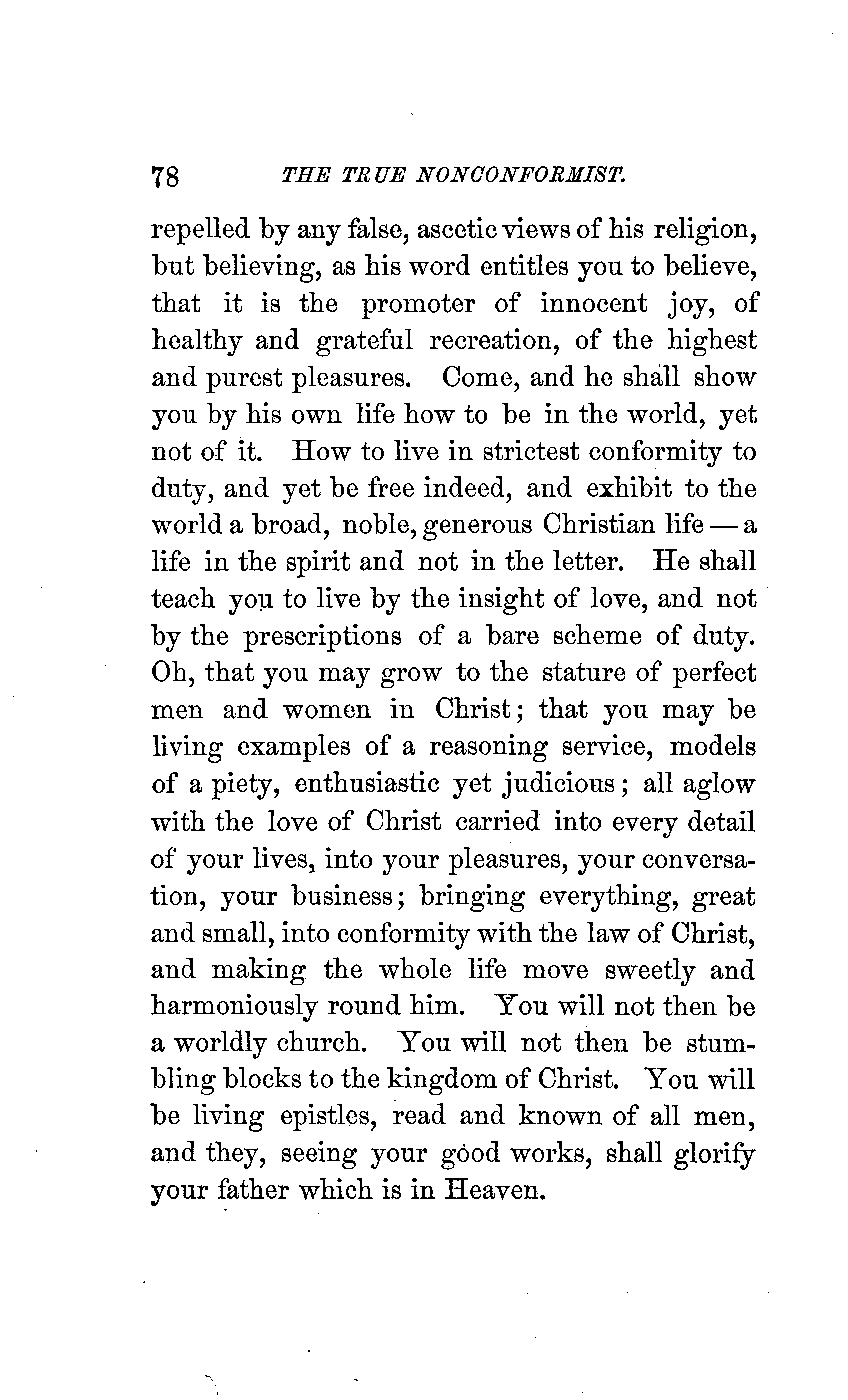 78 THE TRUE NONCONFORMIST.
repelled by any false, ascetic views of his religion,
but believing, as his word entitles you to believe,
that it is the promoter of innocent joy, of
healthy and grateful recreation, of the highest
and purest pleasures. Come, and he shall show
you by his own life how to be in the world, yet
not of it. How to live in strictest conformity to
duty, and yet be free indeed, and exhibit to the
world a broad, noble, generous Christian life — a
life in the spirit and not in the letter. He shall
teach you to live by the insight of love, and not
by the prescriptions of a bare scheme of duty.
Oh, that you may grow to the stature of perfect
men and women in Christ; that you may be
living examples of a reasoning service, models
of a piety, enthusiastic yet judicious; all aglow
with the love of Christ carried into every detail
of your lives, into your pleasures, your conversa-
tion, your business; bringing everything, great
and small, into conformity with the law of Christ,
and making the whole life move sweetly and
harmoniously round him. You will not then be
a worldly church. You will not then be stum-
bling blocks to the kingdom of Christ. You will
be living epistles, read and known of all men,
and they, seeing your good works, shall glorify
your father which is in Heaven.